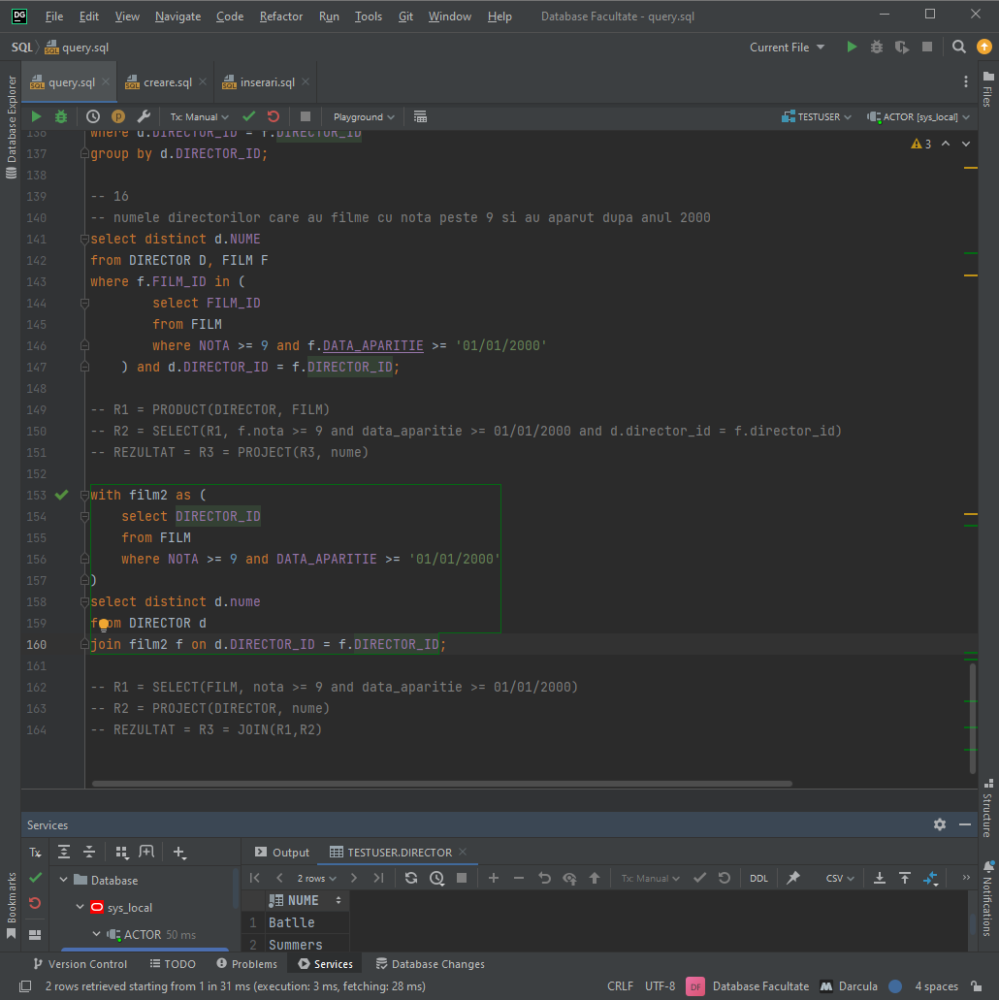 DG File Edit View Navigate Code Refactor Run Tools Git Window Help Database Facultate - query.sql
SQL query.sql Current File
query.sql creare.sql inserari.sql
Tx: Manual Playground TESTUSER ACTOR [sys_local]
Database Explorer
Bookmarks
Files
Structure
Notifications
3
136 where d.DIRECTOR_ID = f.DIRECTOR_ID
137 group by d.DIRECTOR_ID;
138
139 -- 16
140 -- numele directorilor care au filme cu nota peste 9 si au aparut dupa anul 2000
141 select distinct d.NUME
142 from DIRECTOR D, FILM F
143 where f.FILM_ID in (
144 select FILM_ID
145 from FILM
146 where NOTA >= 9 and f.DATA_APARITIE >= '01/01/2000'
147 ) and d.DIRECTOR_ID = f.DIRECTOR_ID;
148
149 -- R1 = PRODUCT(DIRECTOR, FILM)
150 -- R2 = SELECT(R1, f.nota >= 9 and data_aparitie >= 01/01/2000 and d.director_id = f.director_id)
151 -- REZULTAT = R3 = PROJECT(R3, nume)
152
153 with film2 as (
154 select DIRECTOR_ID
155 from FILM
156 where NOTA >= 9 and DATA_APARITIE >= '01/01/2000'
157 )
158 select distinct d.nume
159 from DIRECTOR d
160 join film2 f on d.DIRECTOR_ID = f.DIRECTOR_ID;
161
162 -- R1 = SELECT(FILM, nota >= 9 and data_aparitie >= 01/01/2000)
163 -- R2 = PROJECT(DIRECTOR, nume)
164 -- REZULTAT = R3 = JOIN(R1,R2)
Services
Tx Output TESTUSER.DIRECTOR
Database 2 rows Tx: Manual DDL CSV
sys_local NUME
ACTOR 50 ms 1 Batlle
2 Summers
Version Control TODO Problems Services Database Changes
2 rows retrieved starting from 1 in 31 ms (execution: 3 ms, fetching: 28 ms) CRLF UTF-8 DF Database Facultate Darcula 4 spaces